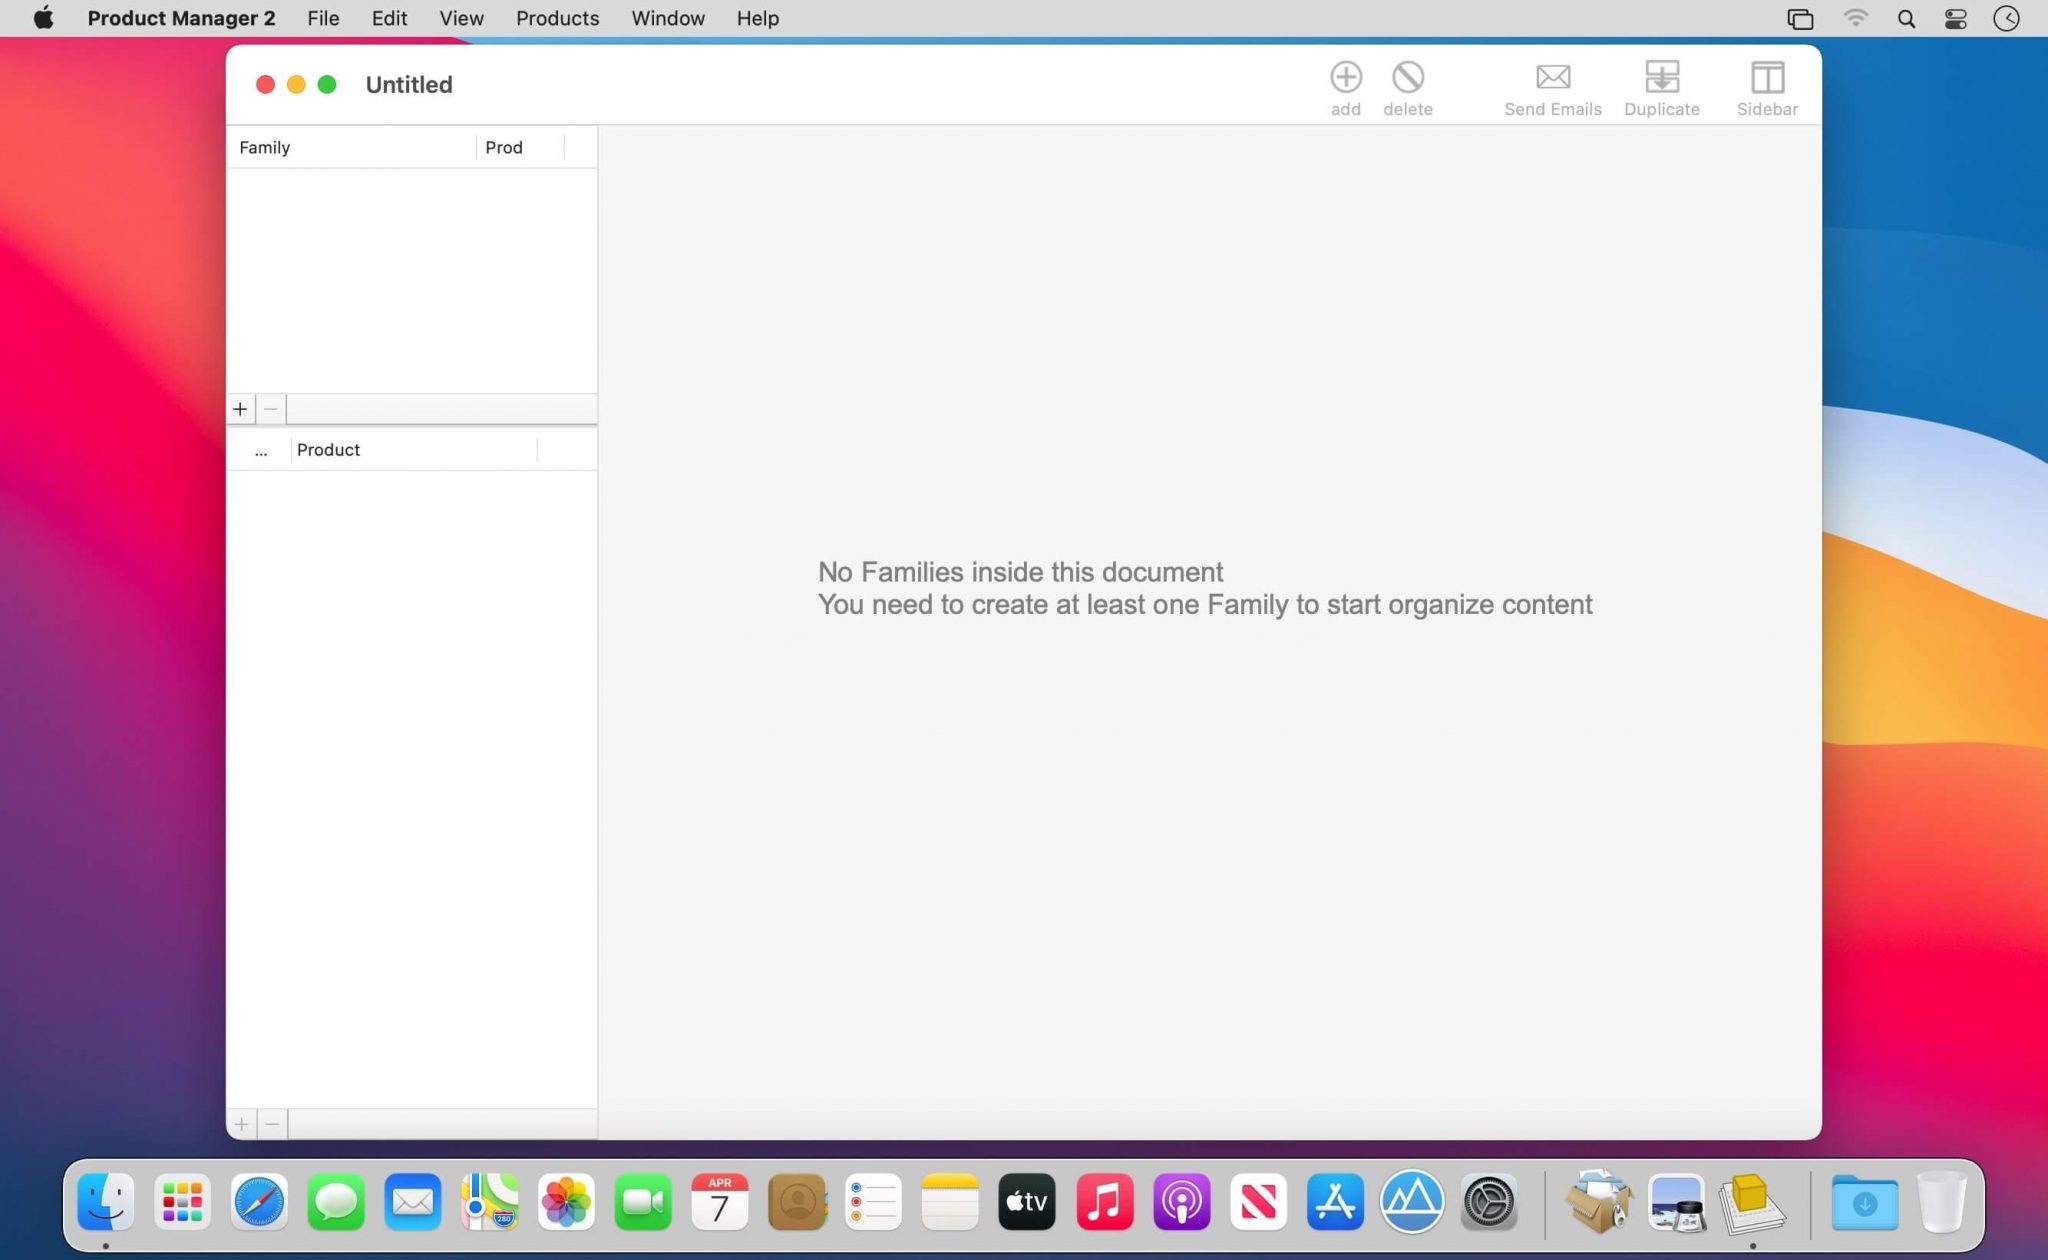 Product Manager 2 File Edit View Products Window Help
Untitled
add delete Send Emails Duplicate Sidebar
Family Prod
... Product
No Families inside this document
You need to create at least one Family to start organize content
280
APR
7
tv